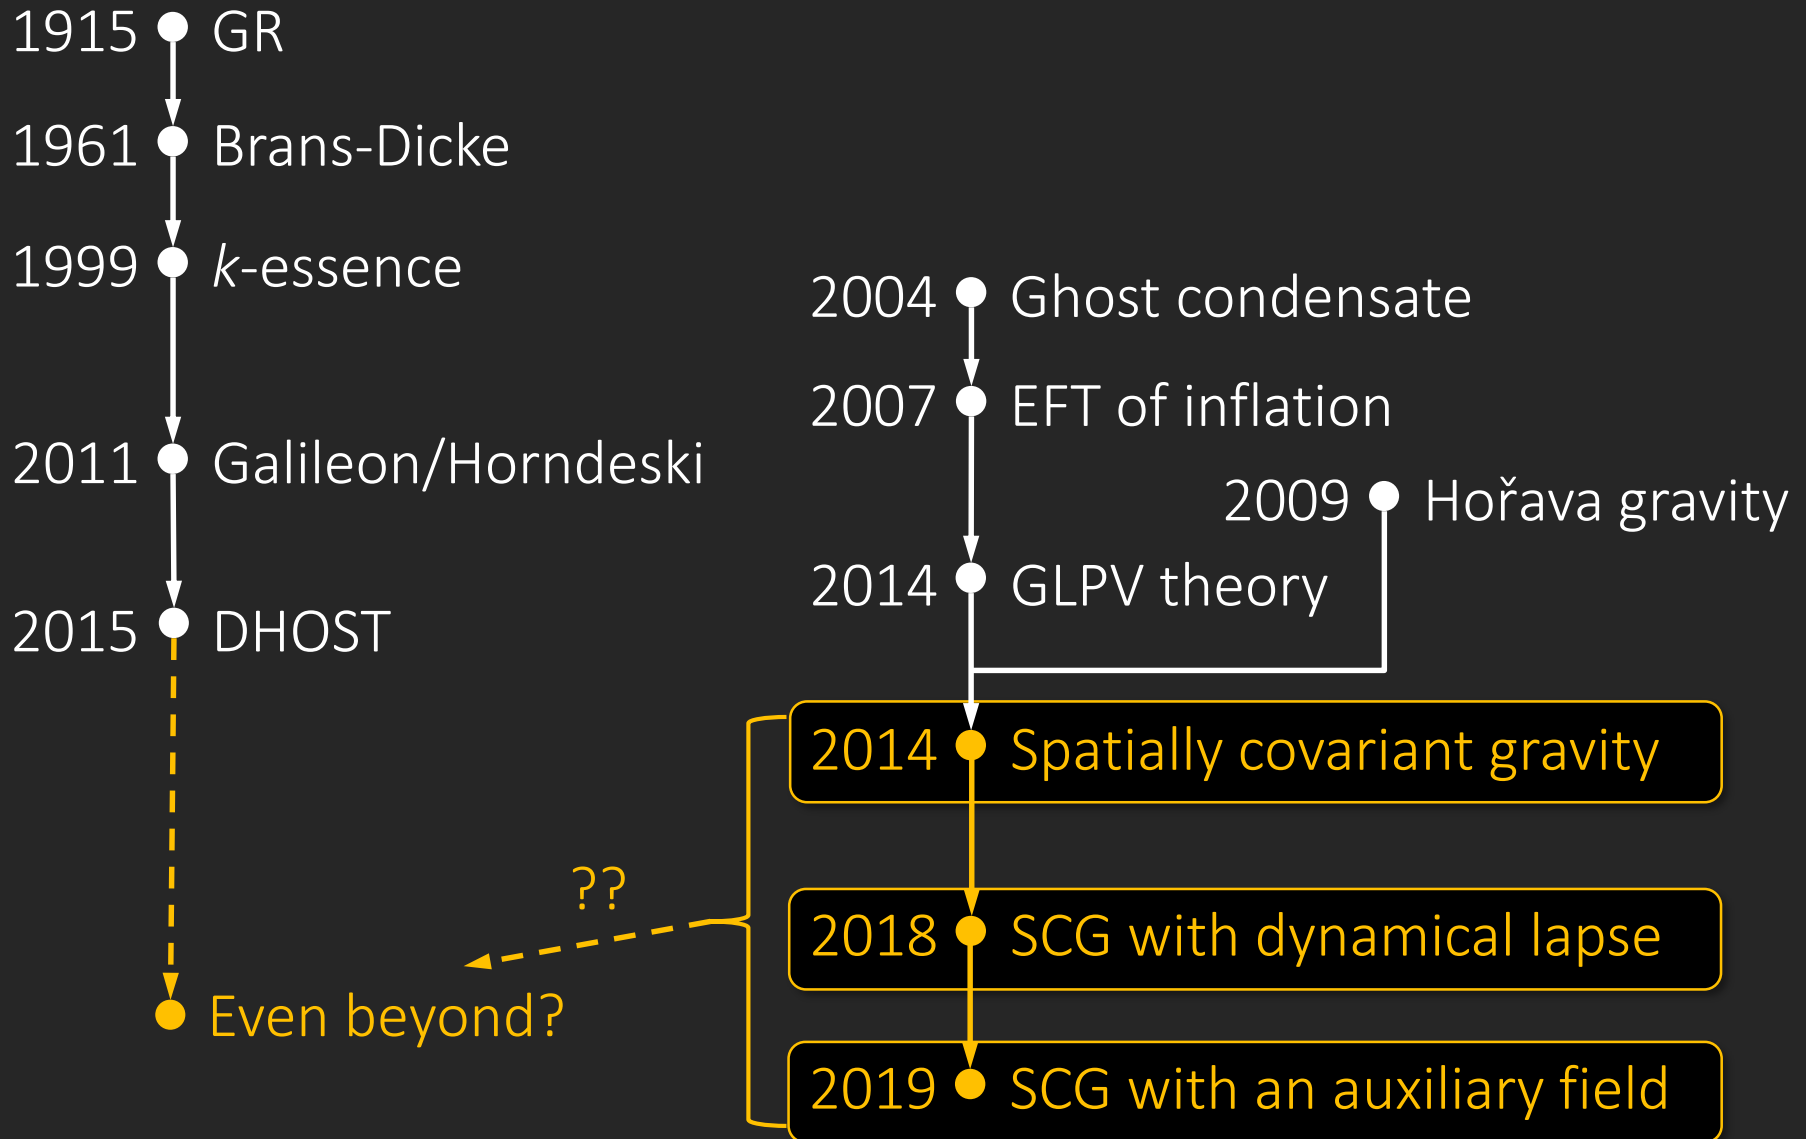 1915 GR
1961 Brans-Dicke
1999 k-essence
2011 Galileon/Horndeski
2015 DHOST
Even beyond?
??
2004 Ghost condensate
2007 EFT of inflation
2009 Hořava gravity
2014 GLPV theory
2014 Spatially covariant gravity
2018 SCG with dynamical lapse
2019 SCG with an auxiliary field